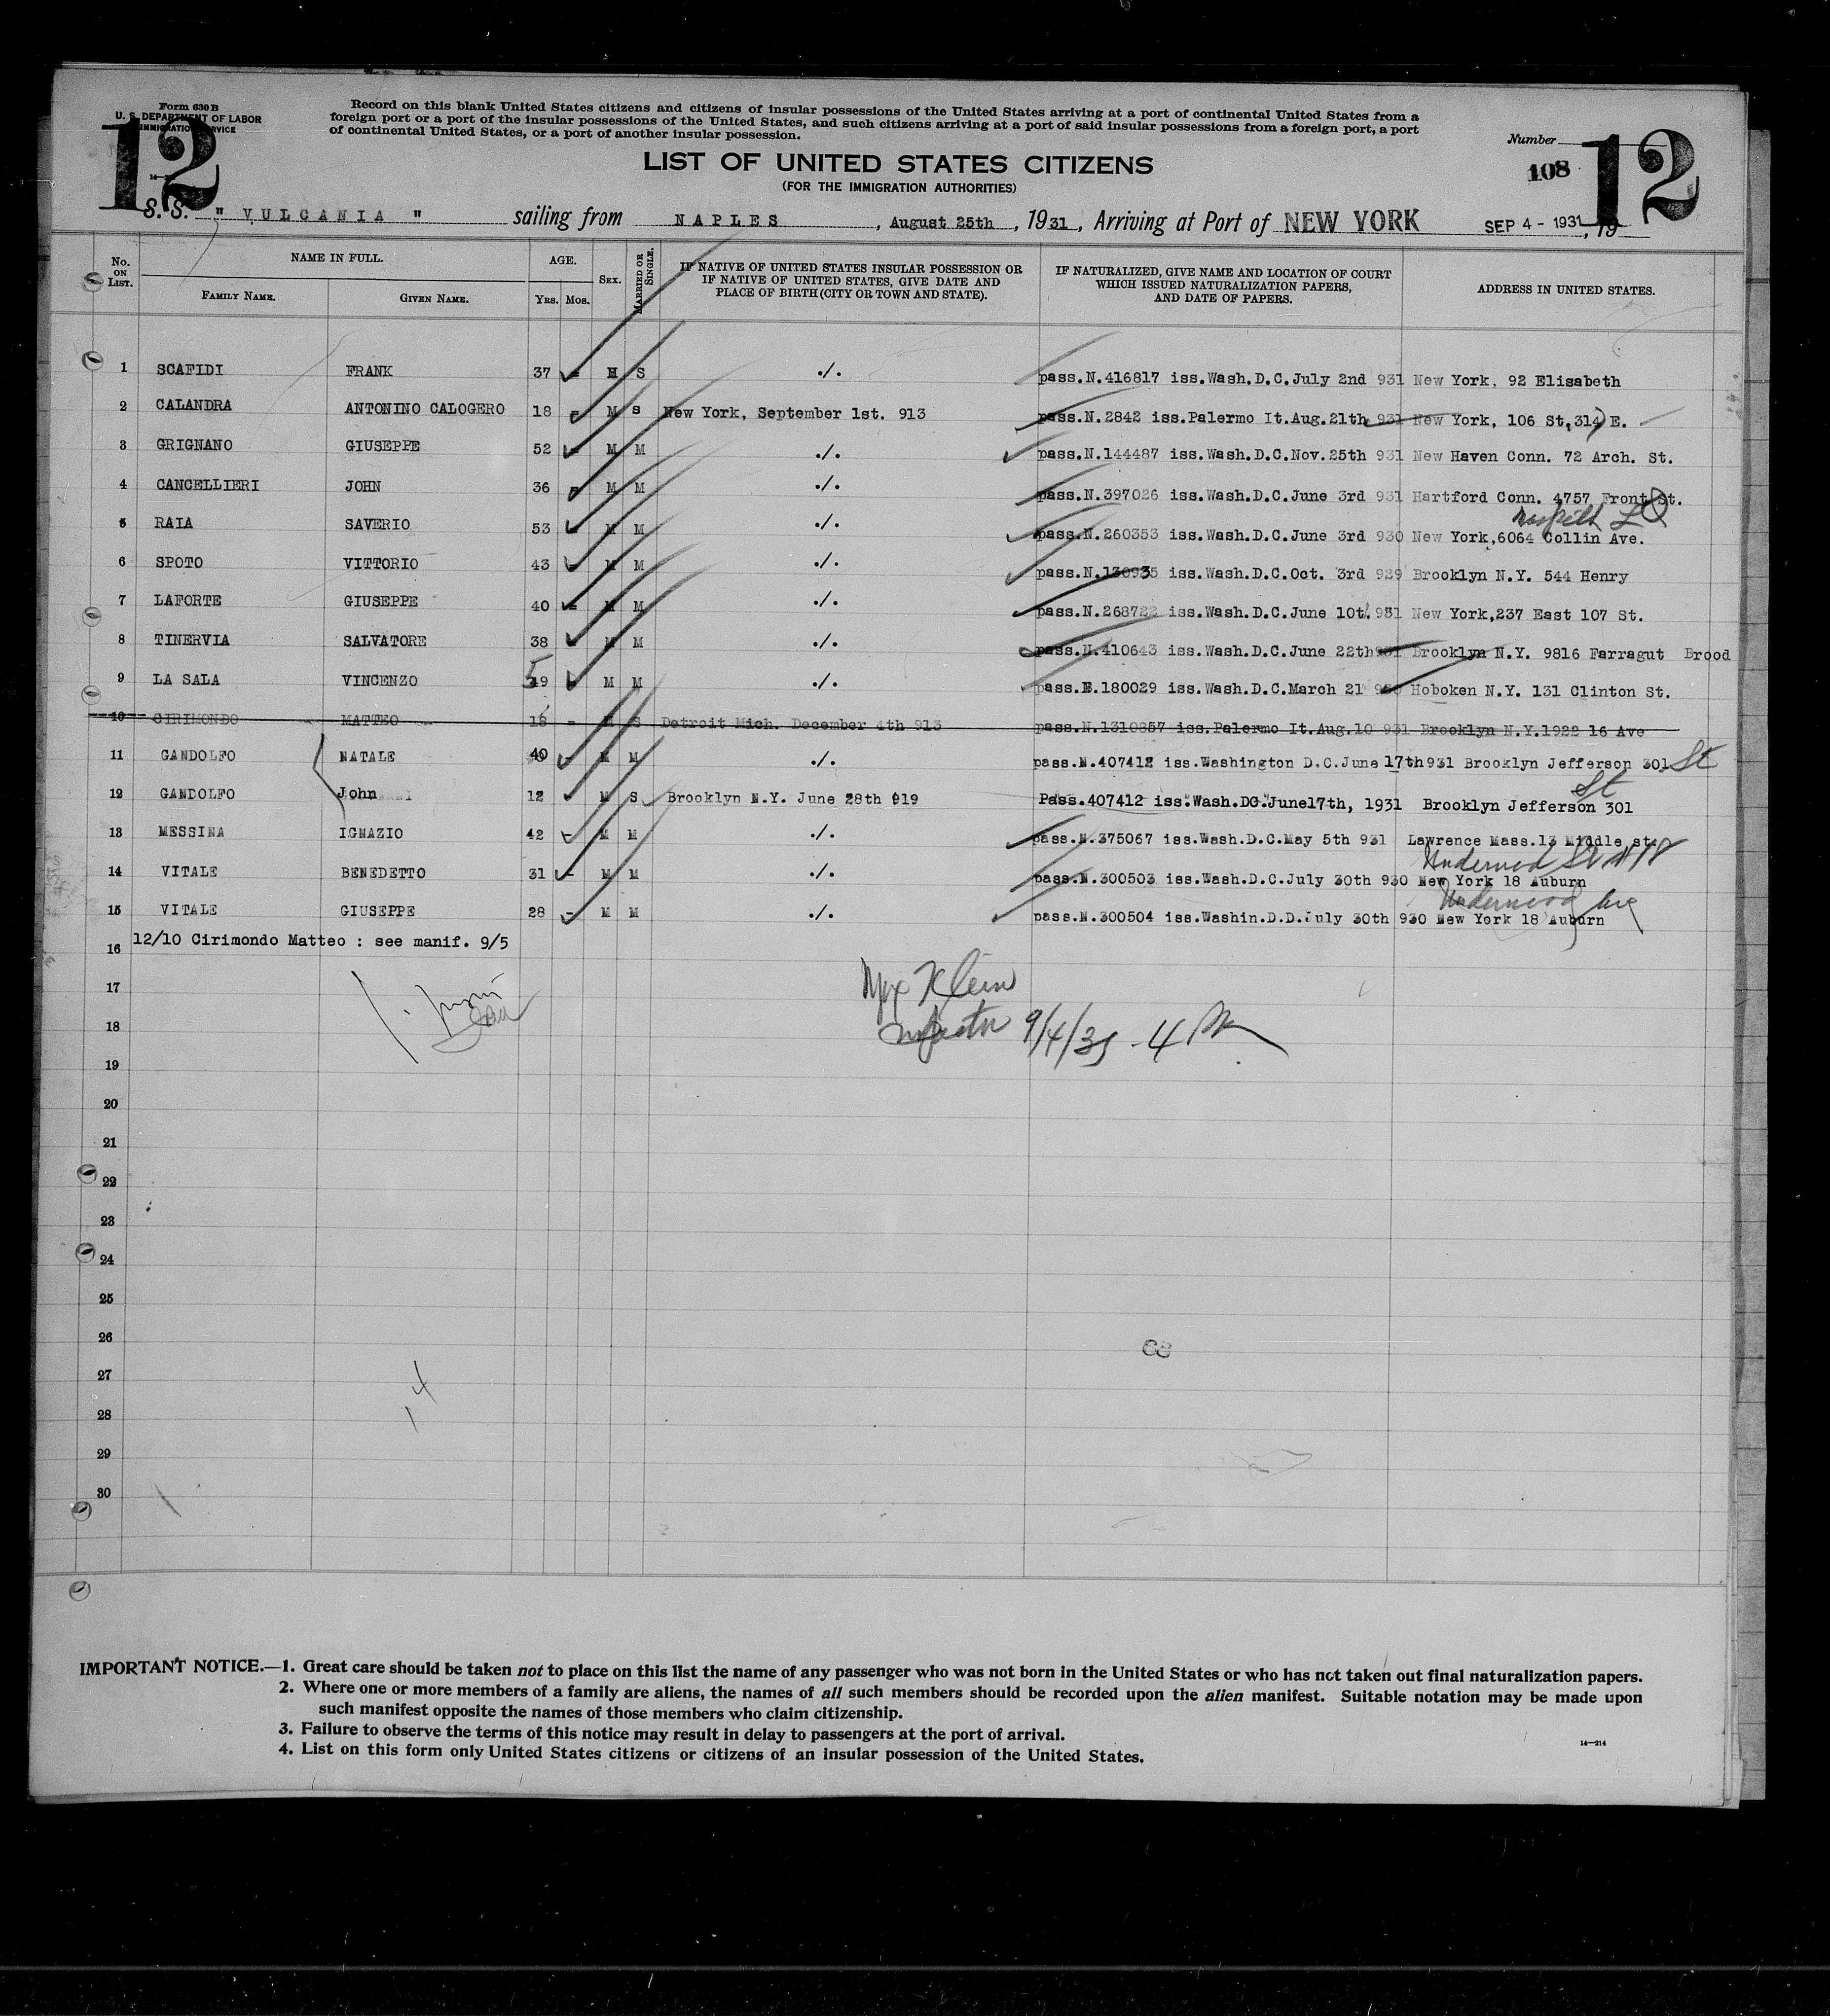 Form 630 B
U. S. DEPARTMENT OF LABOR
IMMIGRATION SERVICE
12
Record on this blank United States citizens and citizens of insular possessions of the United States arriving at a port of continental United States from a
foreign port or a port of the insular possessions of the United States, and such citizens arriving at a port of said insular possessions from a foreign port, a port
of continental United States, or a port of another insular possession.
Number
108
12
LIST OF UNITED STATES CITIZENS
(FOR THE IMMIGRATION AUTHORITIES)
S. S. " VULCANIA " sailing from NAPLES, August 25th, 1931, Arriving at Port of NEW YORK SEP 4 - 1931, 19
No. ON LIST. NAME IN FULL. FAMILY NAME. GIVEN NAME. AGE. YRS. MOS. SEX. MARRIED OR SINGLE. IF NATIVE OF UNITED STATES INSULAR POSSESSION OR IF NATIVE OF UNITED STATES, GIVE DATE AND PLACE OF BIRTH (CITY OR TOWN AND STATE). IF NATURALIZED, GIVE NAME AND LOCATION OF COURT WHICH ISSUED NATURALIZATION PAPERS, AND DATE OF PAPERS. ADDRESS IN UNITED STATES.
1 SCAFIDI FRANK 37 - M S ./. pass.N.416817 iss.Wash.D.C.July 2nd 931 New York, 92 Elisabeth
2 CALANDRA ANTONINO CALOGERO 18 - M S New York, September 1st. 913 pass.N.2842 iss.Palermo It.Aug.21th 931 New York, 106 St, 314 E.
3 GRIGNANO GIUSEPPE 52 - M M ./. pass.N.144487 iss.Wash.D.C.Nov.25th 931 New Haven Conn. 72 Arch. St.
4 CANCELLIERI JOHN 36 - M M ./. pass.N.397026 iss.Wash.D.C.June 3rd 931 Hartford Conn. 4757 Front St.
5 RAIA SAVERIO 53 - M M ./. pass.N.260353 iss.Wash.D.C.June 3rd 930 New York,6064 Collin Ave.
6 SPOTO VITTORIO 43 - M M ./. pass.N.130935 iss.Wash.D.C.Oct. 3rd 929 Brooklyn N.Y. 544 Henry
7 LAFORTE GIUSEPPE 40 - M M ./. pass.N.268722 iss.Wash.D.C.June 10t. 931 New York,237 East 107 St.
8 TINERVIA SALVATORE 38 M M ./. pass.N.410643 iss.Wash.D.C.June 22th 931 Brooklyn N.Y. 9816 Farragut Brood
9 LA SALA VINCENZO 59 - M M ./. pass.N.180029 iss.Wash.D.C.March 21 930 Hoboken N.Y. 131 Clinton St.
10 CIRIMONDO MATTEO 18 - M S Detroit Mich. December 4th 913 pass.N.1310857 iss.Palermo It.Aug.10 931 Brooklyn N.Y.1922 16 Ave
11 GANDOLFO NATALE 40 - M M ./. pass.N.407412 iss.Washington D.C.June 17th931 Brooklyn Jefferson 301 St
12 GANDOLFO John 12 - M S Brooklyn N.Y. June 28th 919 Pass.407412 iss.Wash.DC.June17th, 1931 Brooklyn Jefferson 301 St
13 MESSINA IGNAZIO 42 - M M ./. pass.N.375067 iss.Wash.D.C.May 5th 931 Lawrence Mass.13 Middle st.
14 VITALE BENEDETTO 31 - M M ./. pass.N.300503 iss.Wash.D.C.July 30th 930 New York 18 Auburn
15 VITALE GIUSEPPE 28 - M M ./. pass.N.300504 iss.Washin.D.D.July 30th 930 New York 18 Auburn
16 12/10 Cirimondo Matteo : see manif. 9/5
17 Klein
18 9/4/31 - 4 PM
19
20
21
22
23
24
25
26
27
28
29
30
IMPORTANT NOTICE.—1. Great care should be taken not to place on this list the name of any passenger who was not born in the United States or who has not taken out final naturalization papers.
2. Where one or more members of a family are aliens, the names of all such members should be recorded upon the alien manifest. Suitable notation may be made upon
such manifest opposite the names of those members who claim citizenship.
3. Failure to observe the terms of this notice may result in delay to passengers at the port of arrival.
4. List on this form only United States citizens or citizens of an insular possession of the United States.
14—214